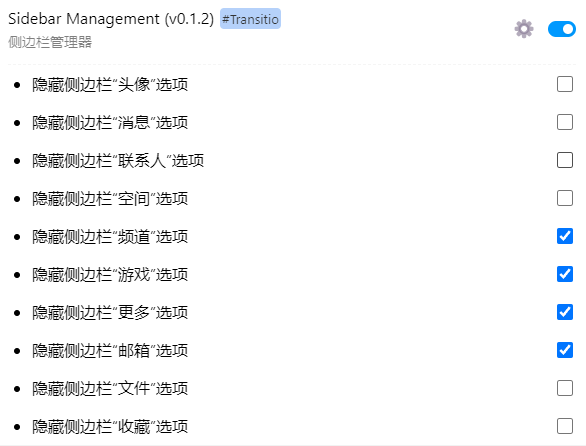 Sidebar Management (v0.1.2) #Transitio
侧边栏管理器
隐藏侧边栏“头像”选项
隐藏侧边栏“消息”选项
隐藏侧边栏“联系人”选项
隐藏侧边栏“空间”选项
隐藏侧边栏“频道”选项
隐藏侧边栏“游戏”选项
隐藏侧边栏“更多”选项
隐藏侧边栏“邮箱”选项
隐藏侧边栏“文件”选项
隐藏侧边栏“收藏”选项